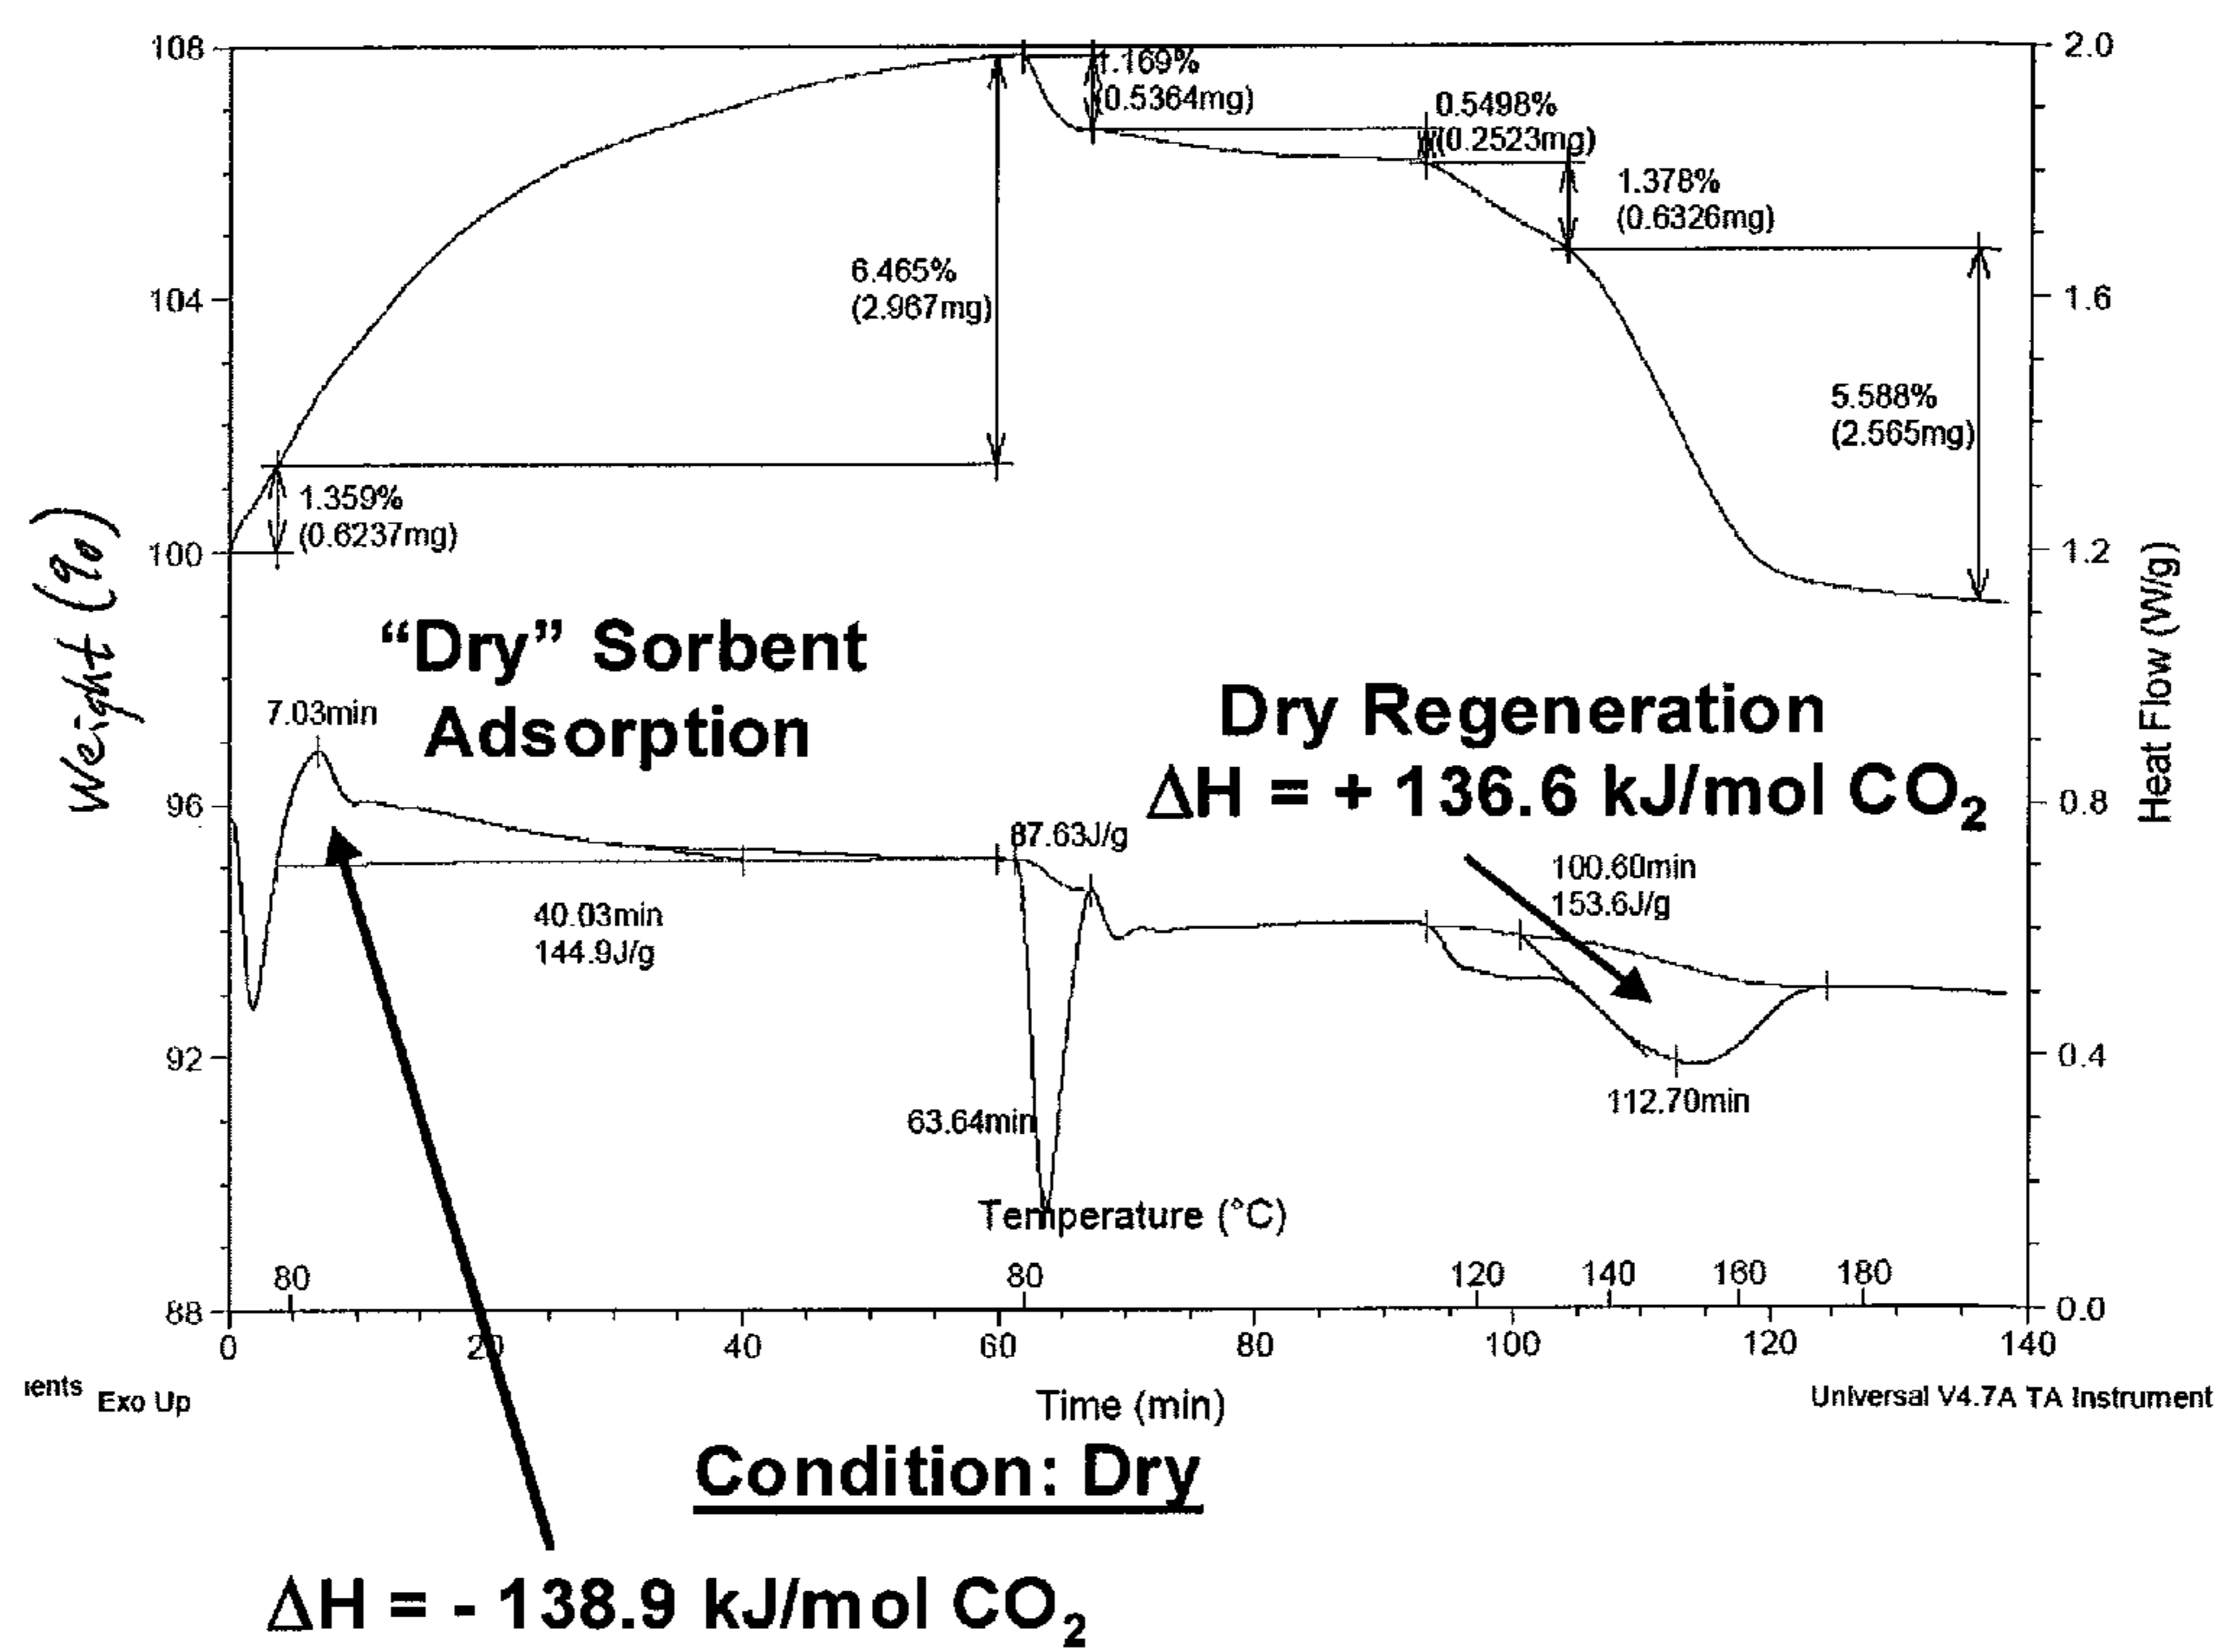 108
104
100
96
92
88
Weight (%)
2.0
1.6
1.2
0.8
0.4
0.0
Heat Flow (W/g)
1.169%
(0.5364mg)
0.5498%
(0.2523mg)
1.378%
(0.6326mg)
6.465%
(2.967mg)
5.588%
(2.565mg)
1.359%
(0.6237mg)
“Dry” Sorbent
Adsorption
Dry Regeneration
ΔH = + 136.6 kJ/mol CO₂
7.03min
87.63J/g
100.60min
153.6J/g
40.03min
144.9J/g
63.64min
112.70min
Temperature (°C)
80
80
120
140
160
180
0
20
40
60
80
100
120
140
ients
Exo Up
Time (min)
Universal V4.7A TA Instrument
Condition: Dry
ΔH = - 138.9 kJ/mol CO₂